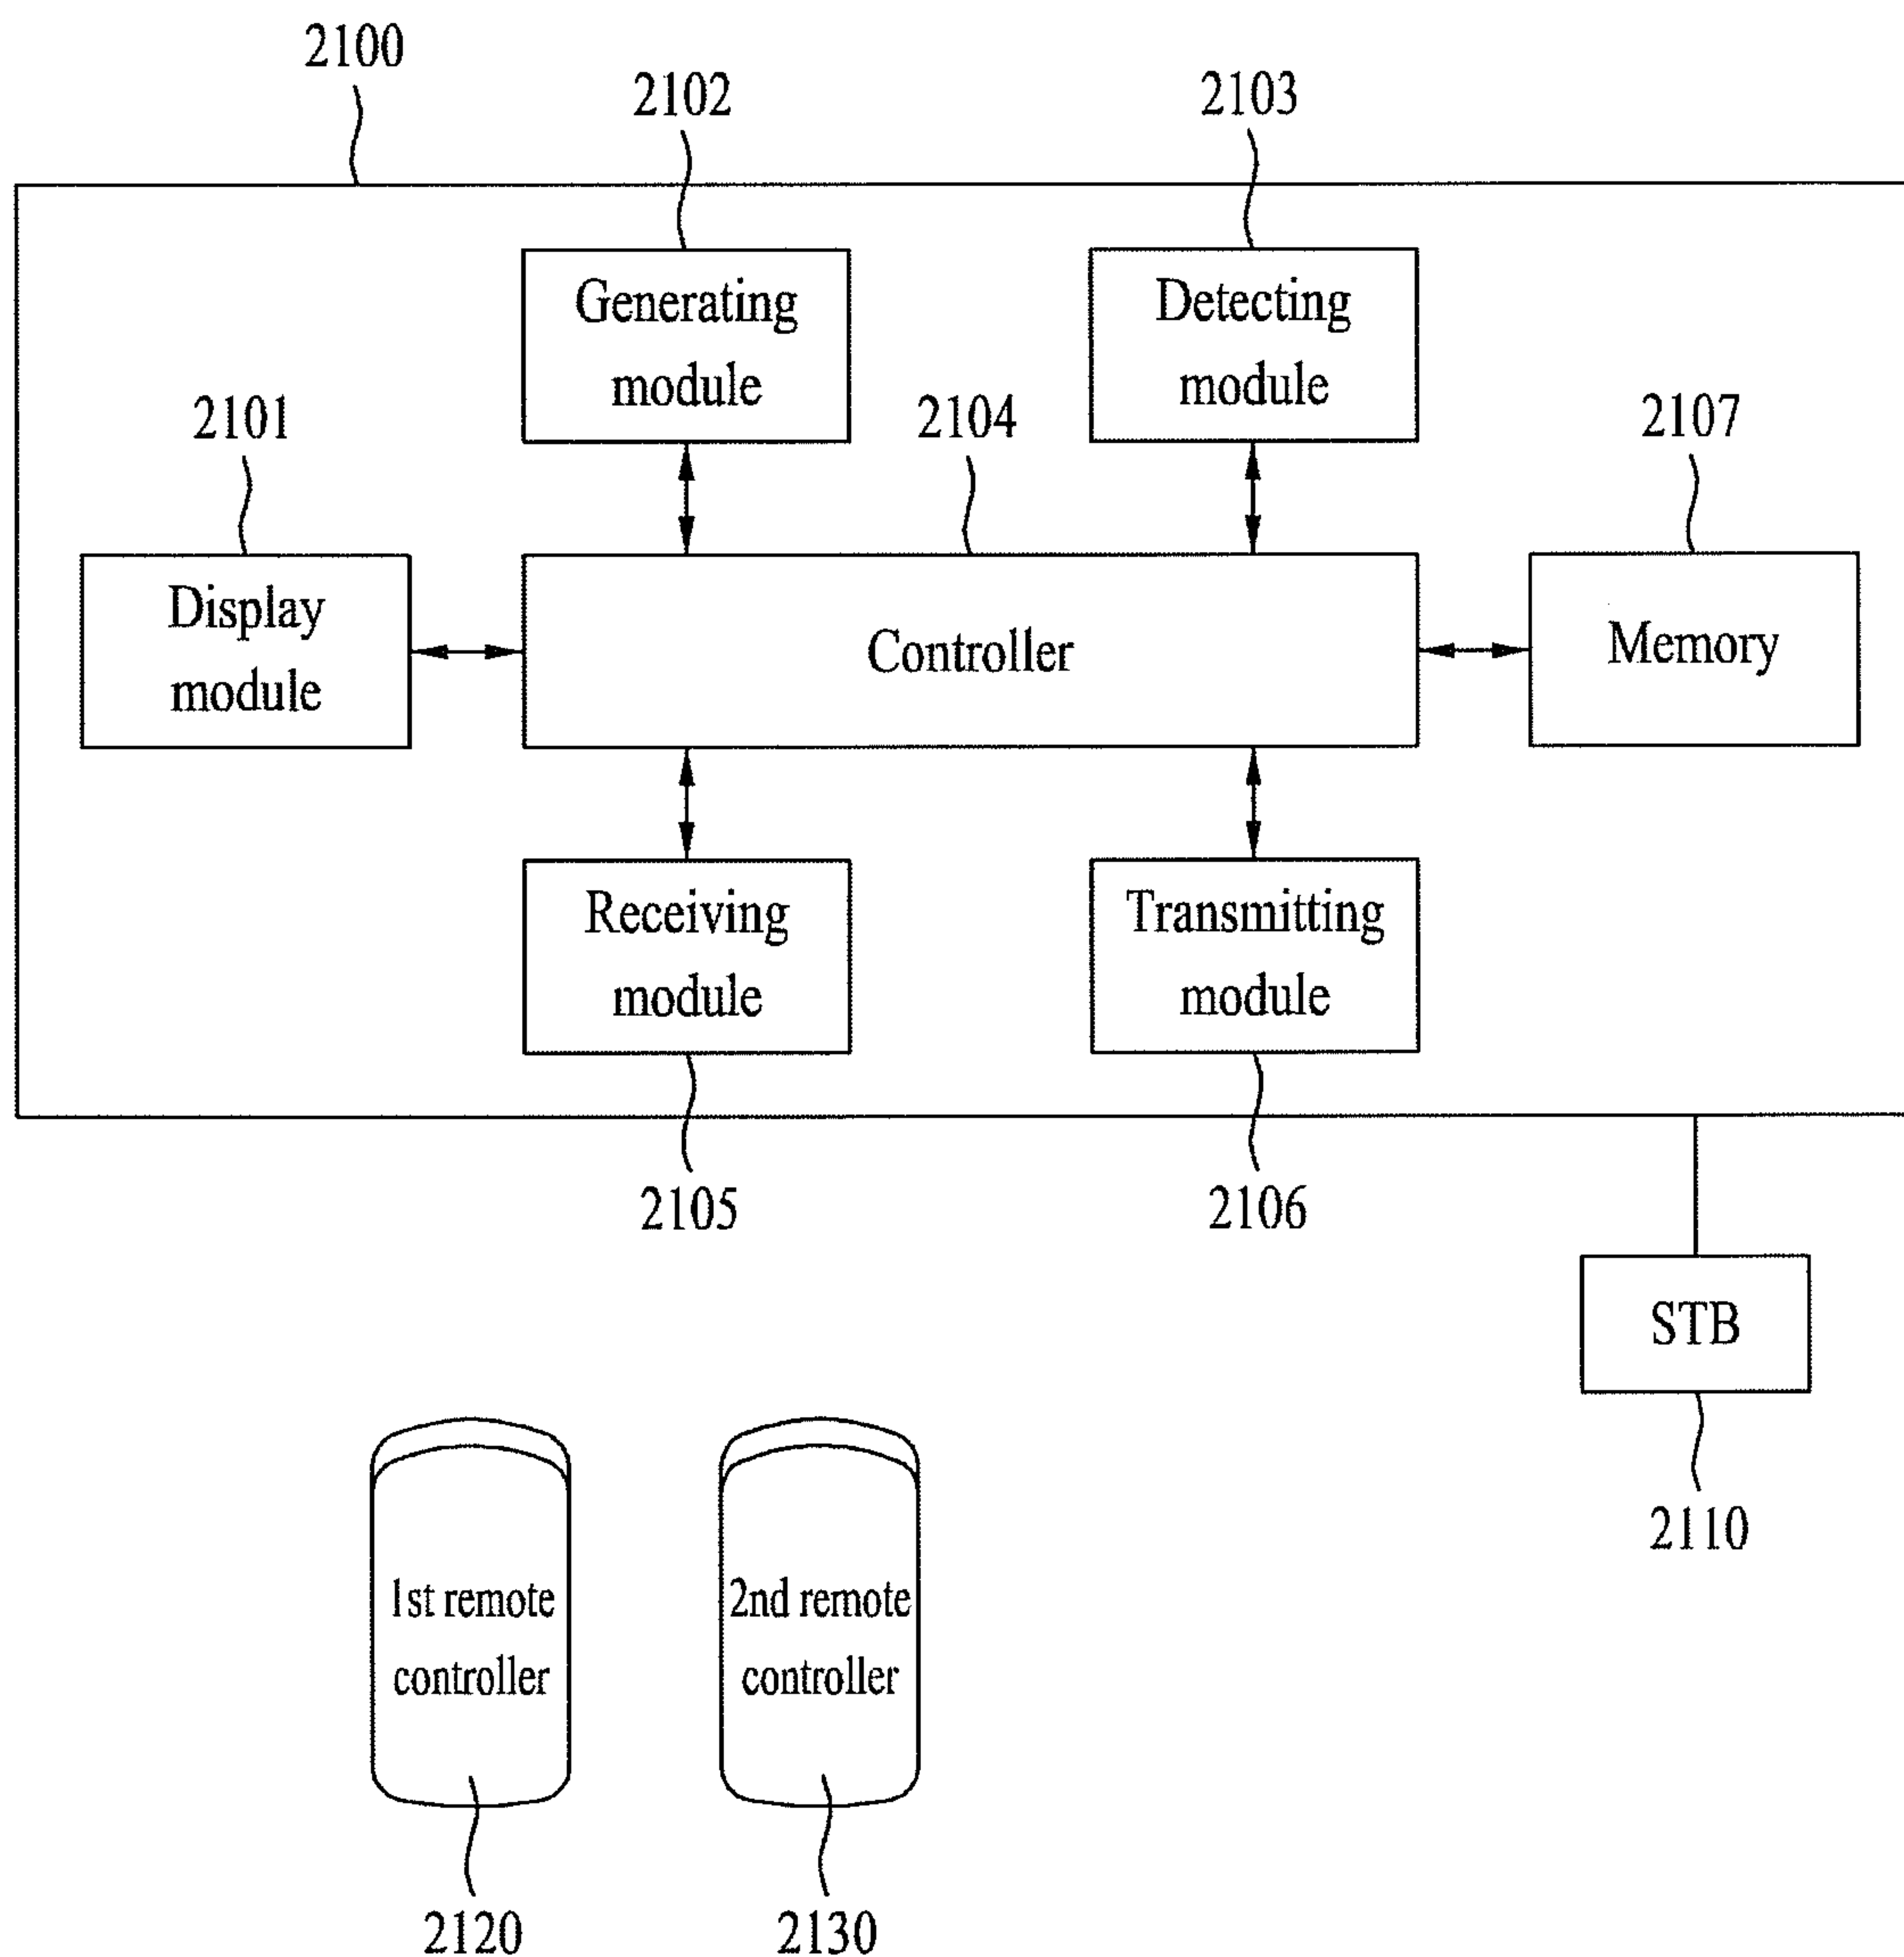 2100
2102
2103
Generating
module
Detecting
module
2101
2104
2107
Display
module
Controller
Memory
Receiving
module
Transmitting
module
2105
2106
STB
2110
1st remote
controller
2nd remote
controller
2120
2130